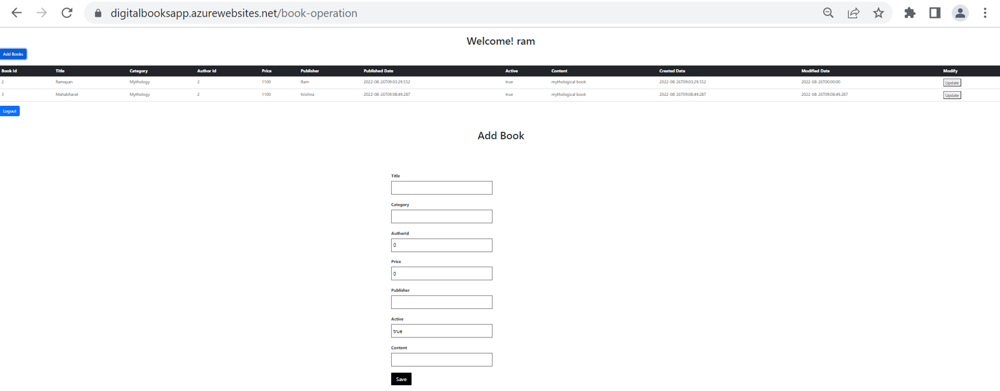 digitalbooksapp.azurewebsites.net/book-operation
Welcome! ram
Add Books
Book Id Title Category Author Id Price Publisher Published Date Active Content Created Date Modified Date Modify
2 Ramayan Mythology 2 1100 Ram 2022-08-26T09:03:29.552 true mythological book 2022-08-26T09:03:29.552 2022-08-26T00:00:00 Update
3 Mahabharat Mythology 2 1100 Krishna 2022-08-26T09:08:49.287 true mythological book 2022-08-26T09:08:49.287 2022-08-26T09:08:49.287 Update
Logout
Add Book
Title
Category
AuthorId
0
Price
0
Publisher
Active
true
Content
Save